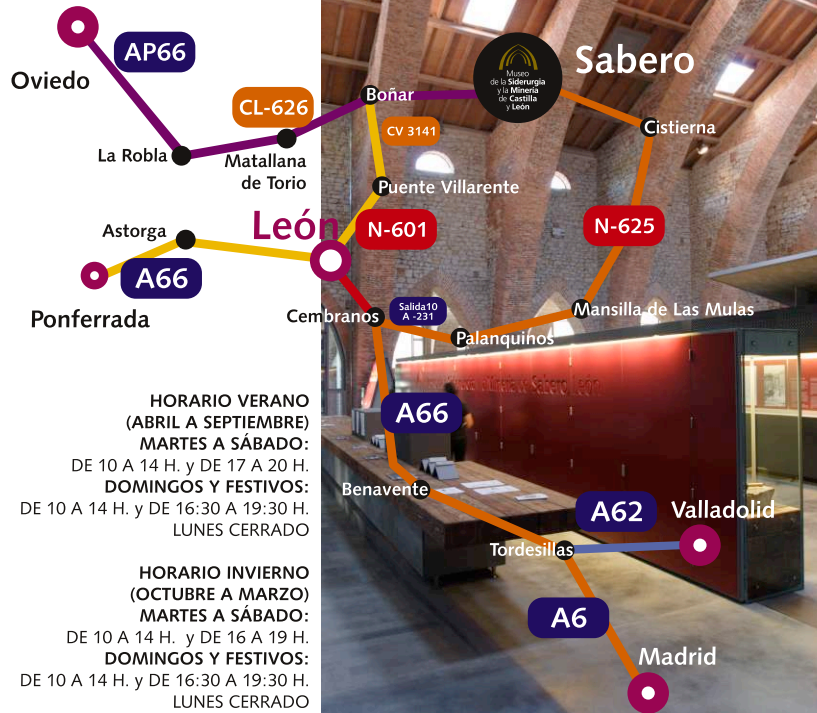 Oviedo
AP66
La Robla
CL-626
Matallana
de Torio
Boñar
Museo
de la Siderurgia
y la Minería
de Castilla
y León
Sabero
Cistierna
CV 3141
Puente Villarente
N-601
León
Astorga
A66
Ponferrada
N-625
Mansilla de Las Mulas
Cembranos
Salida10
A -231
Palanquinos
A66
Benavente
Tordesillas
A62
Valladolid
A6
Madrid
HORARIO VERANO
(ABRIL A SEPTIEMBRE)
MARTES A SÁBADO:
DE 10 A 14 H. y DE 17 A 20 H.
DOMINGOS Y FESTIVOS:
DE 10 A 14 H. y DE 16:30 A 19:30 H.
LUNES CERRADO
HORARIO INVIERNO
(OCTUBRE A MARZO)
MARTES A SÁBADO:
DE 10 A 14 H. y DE 16 A 19 H.
DOMINGOS Y FESTIVOS:
DE 10 A 14 H. y DE 16:30 A 19:30 H.
LUNES CERRADO